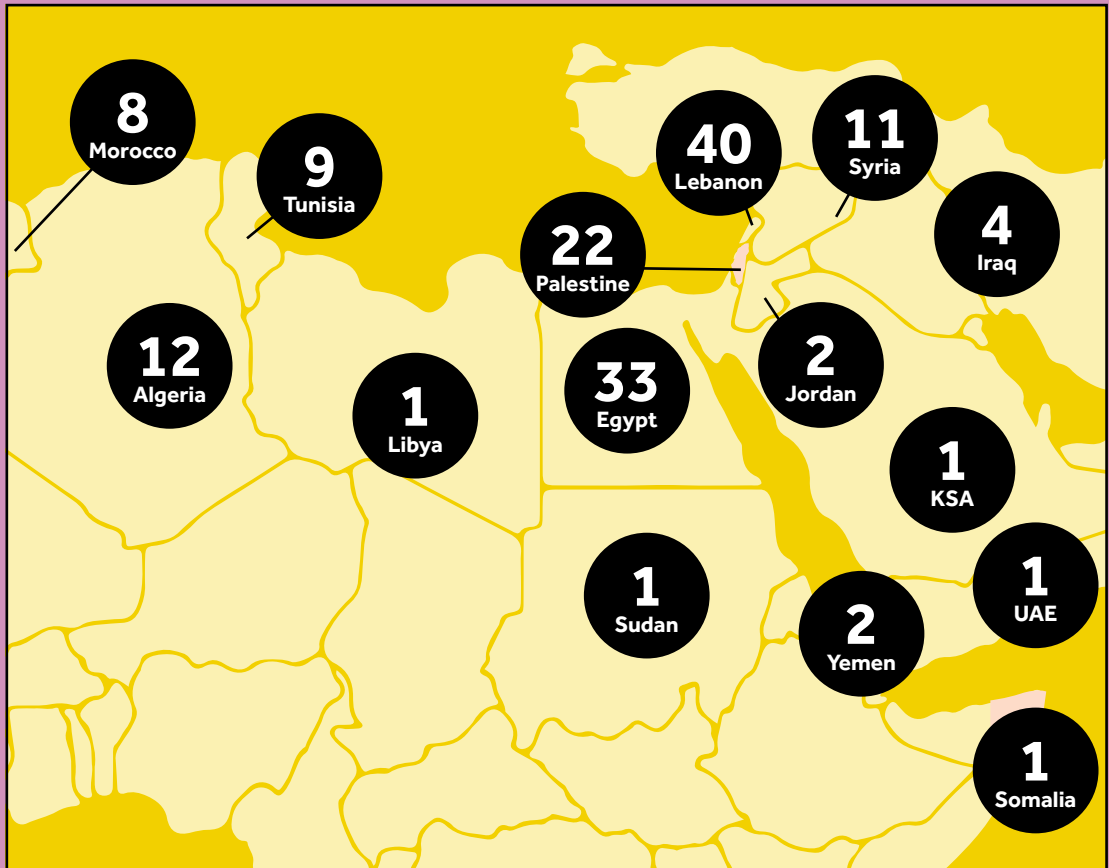 8
Morocco
9
Tunisia
40
Lebanon
11
Syria
22
Palestine
4
Iraq
12
Algeria
1
Libya
33
Egypt
2
Jordan
1
KSA
1
Sudan
2
Yemen
1
UAE
1
Somalia